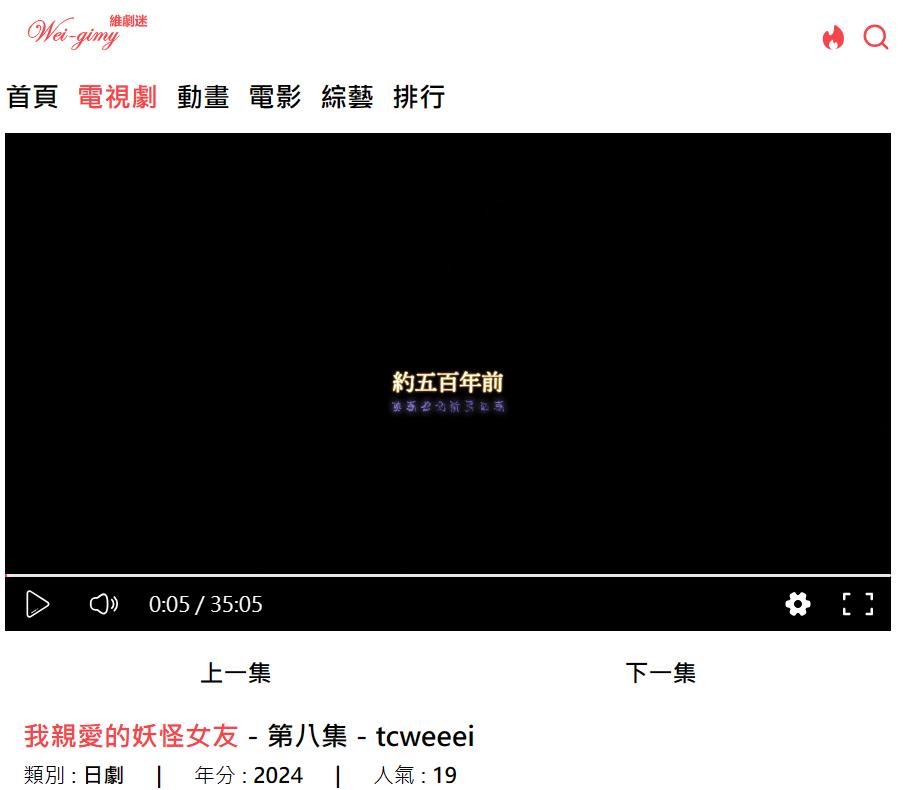 維劇迷
Wei-gimy
首頁 電視劇 動畫 電影 綜藝 排行
約五百年前
0:05 / 35:05
上一集 下一集
我親愛的妖怪女友 - 第八集 - tcweeei
類別 : 日劇 | 年分 : 2024 | 人氣 : 19